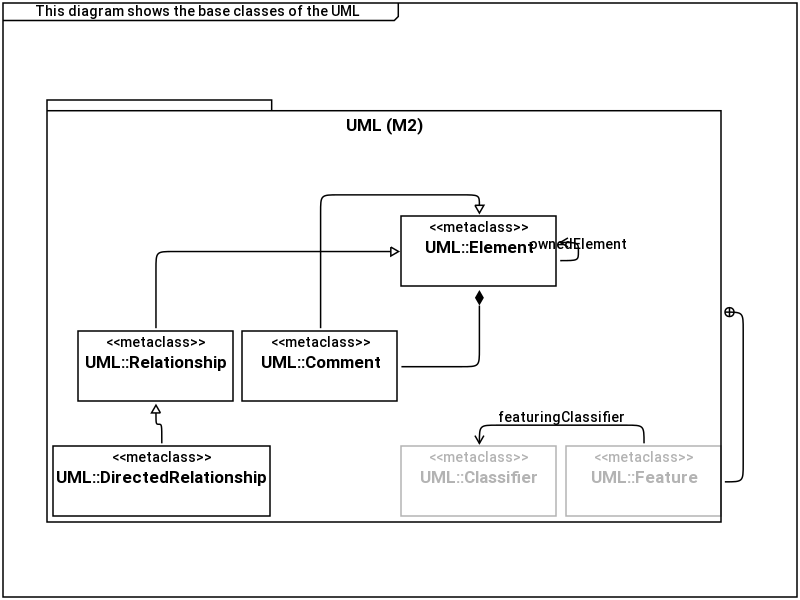 This diagram shows the base classes of the UML
UML (M2)
<<metaclass>>
UML::Element
ownedElement
<<metaclass>>
UML::Relationship
<<metaclass>>
UML::Comment
featuringClassifier
<<metaclass>>
UML::DirectedRelationship
<<metaclass>>
UML::Classifier
<<metaclass>>
UML::Feature